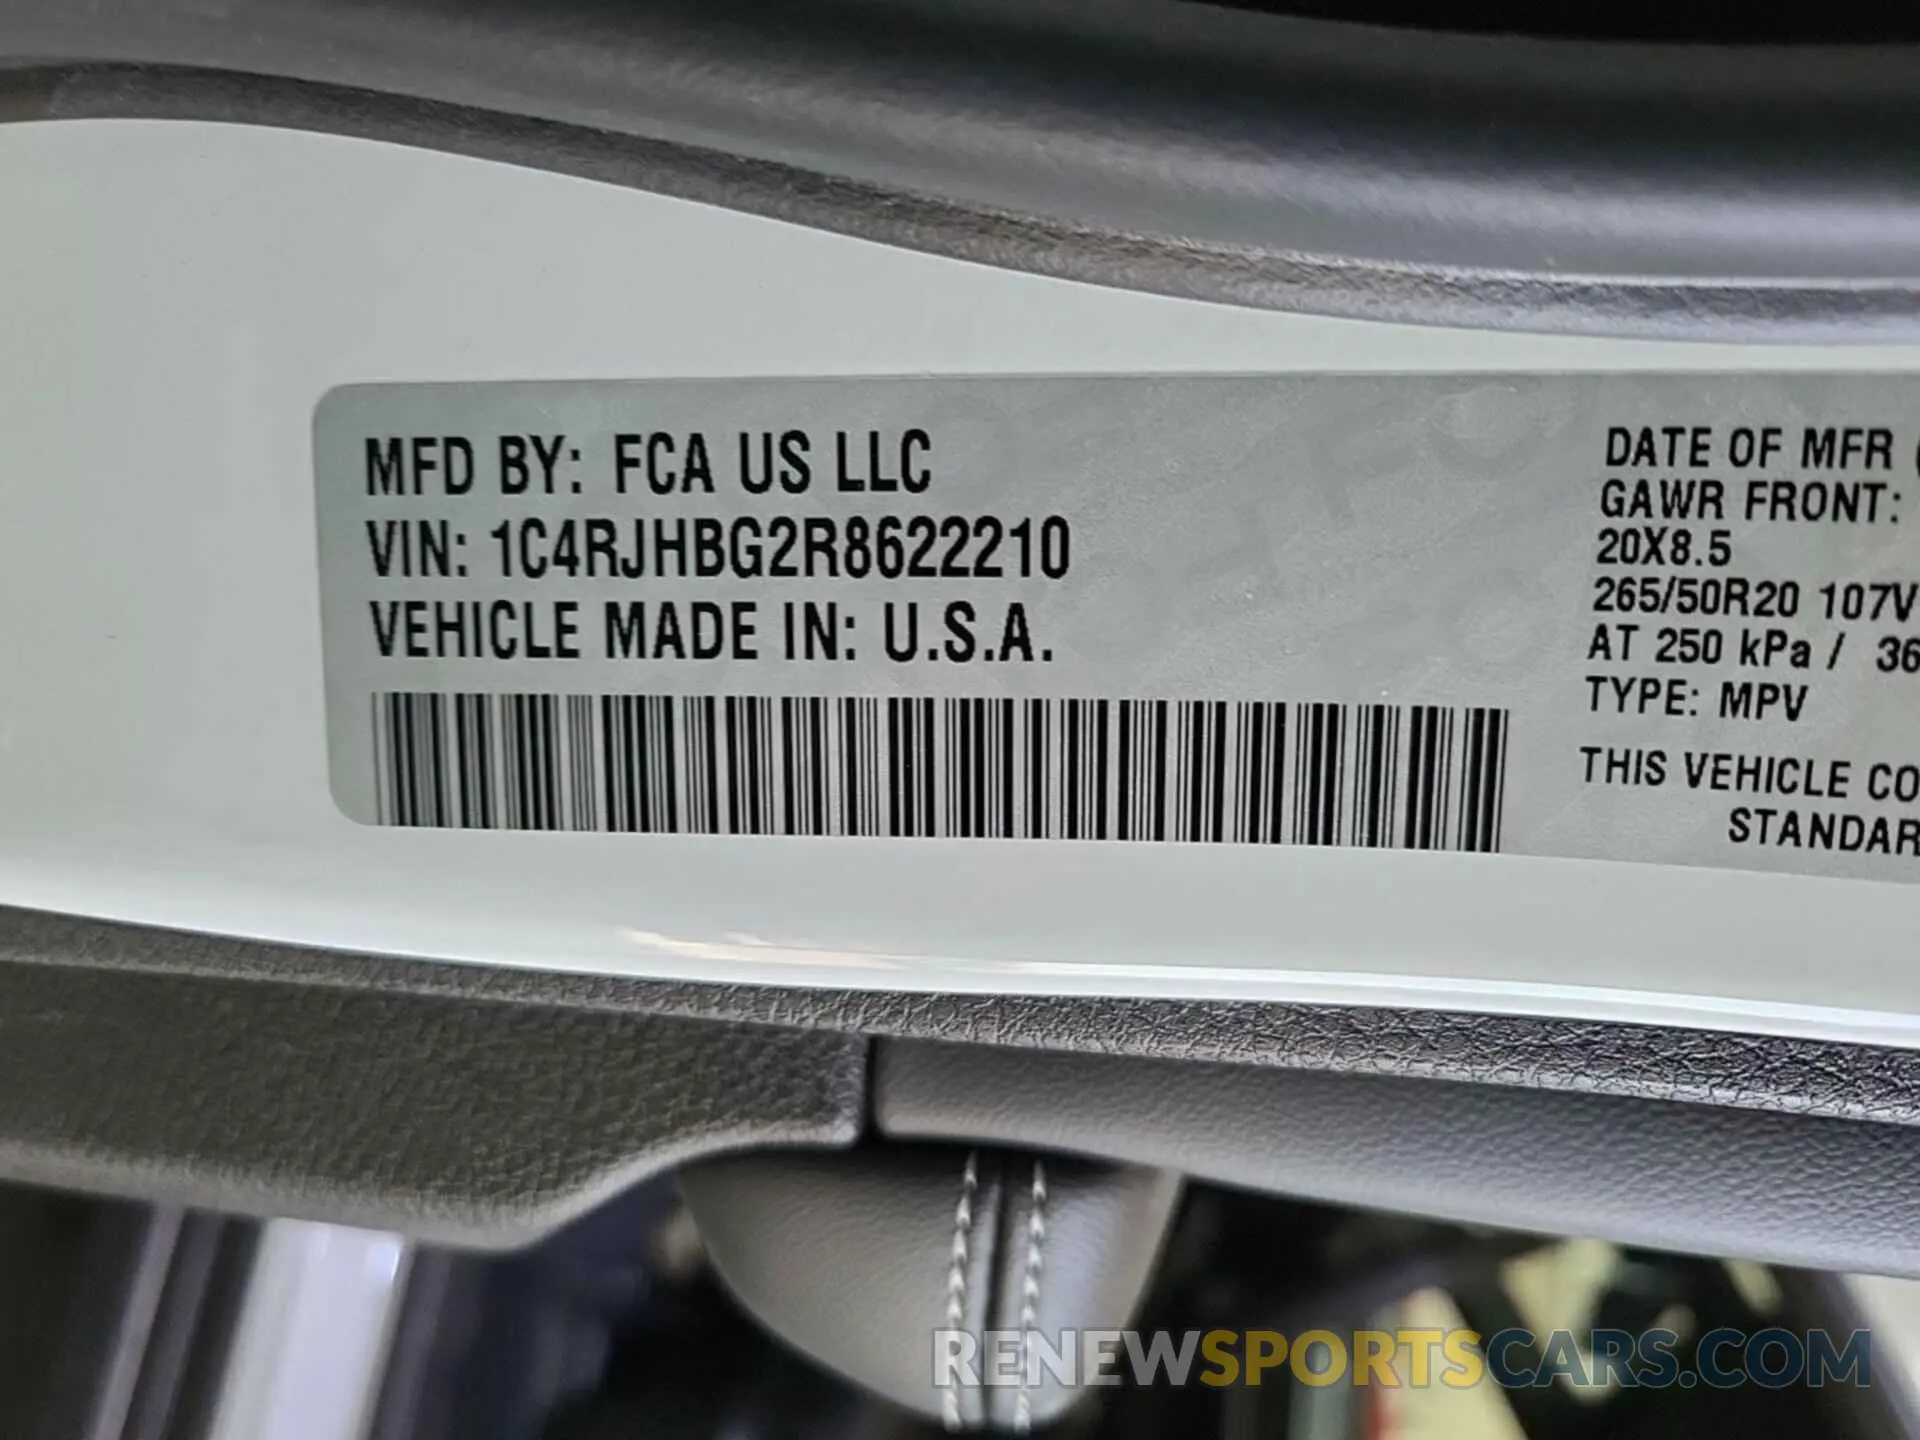 MFD BY: FCA US LLC
VIN: 1C4RJHBG2R8622210
VEHICLE MADE IN: U.S.A.
DATE OF MFR
GAWR FRONT:
20X8.5
265/50R20 107V
AT 250 kPa / 36
TYPE: MPV
THIS VEHICLE CO
STANDAR
RENEWSPORTSCARS.COM